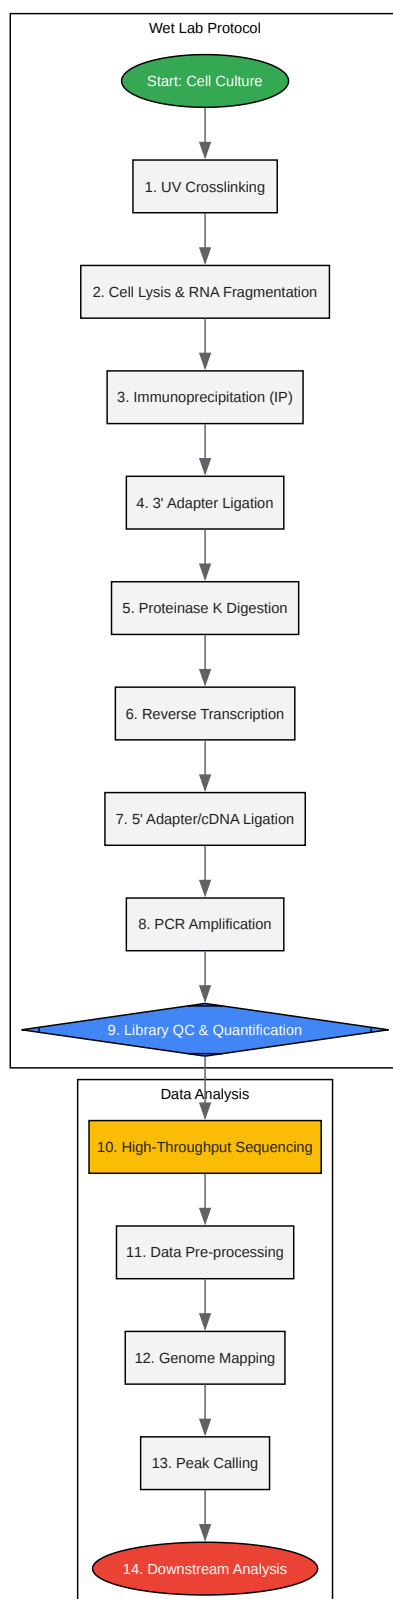 Wet Lab Protocol
Start: Cell Culture
1. UV Crosslinking
2. Cell Lysis & RNA Fragmentation
3. Immunoprecipitation (IP)
4. 3' Adapter Ligation
5. Proteinase K Digestion
6. Reverse Transcription
7. 5' Adapter/cDNA Ligation
8. PCR Amplification
9. Library QC & Quantification
Data Analysis
10. High-Throughput Sequencing
11. Data Pre-processing
12. Genome Mapping
13. Peak Calling
14. Downstream Analysis